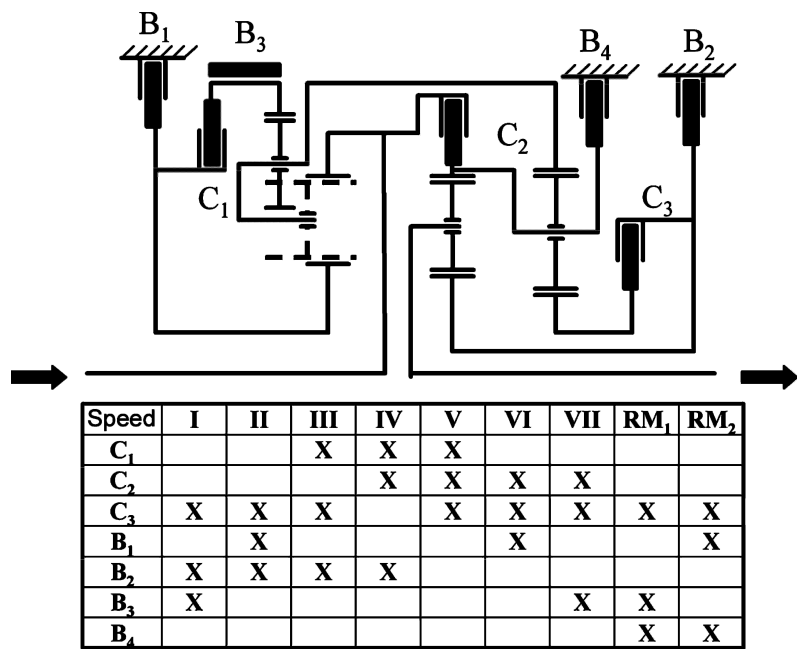 B₁ B₃ B₄ B₂
C₂
C₁ C₃
Speed I II III IV V VI VII RM₁ RM₂
C₁ X X X
C₂ X X X X
C₃ X X X X X X X X
B₁ X X X
B₂ X X X X
B₃ X X X
B₄ X X